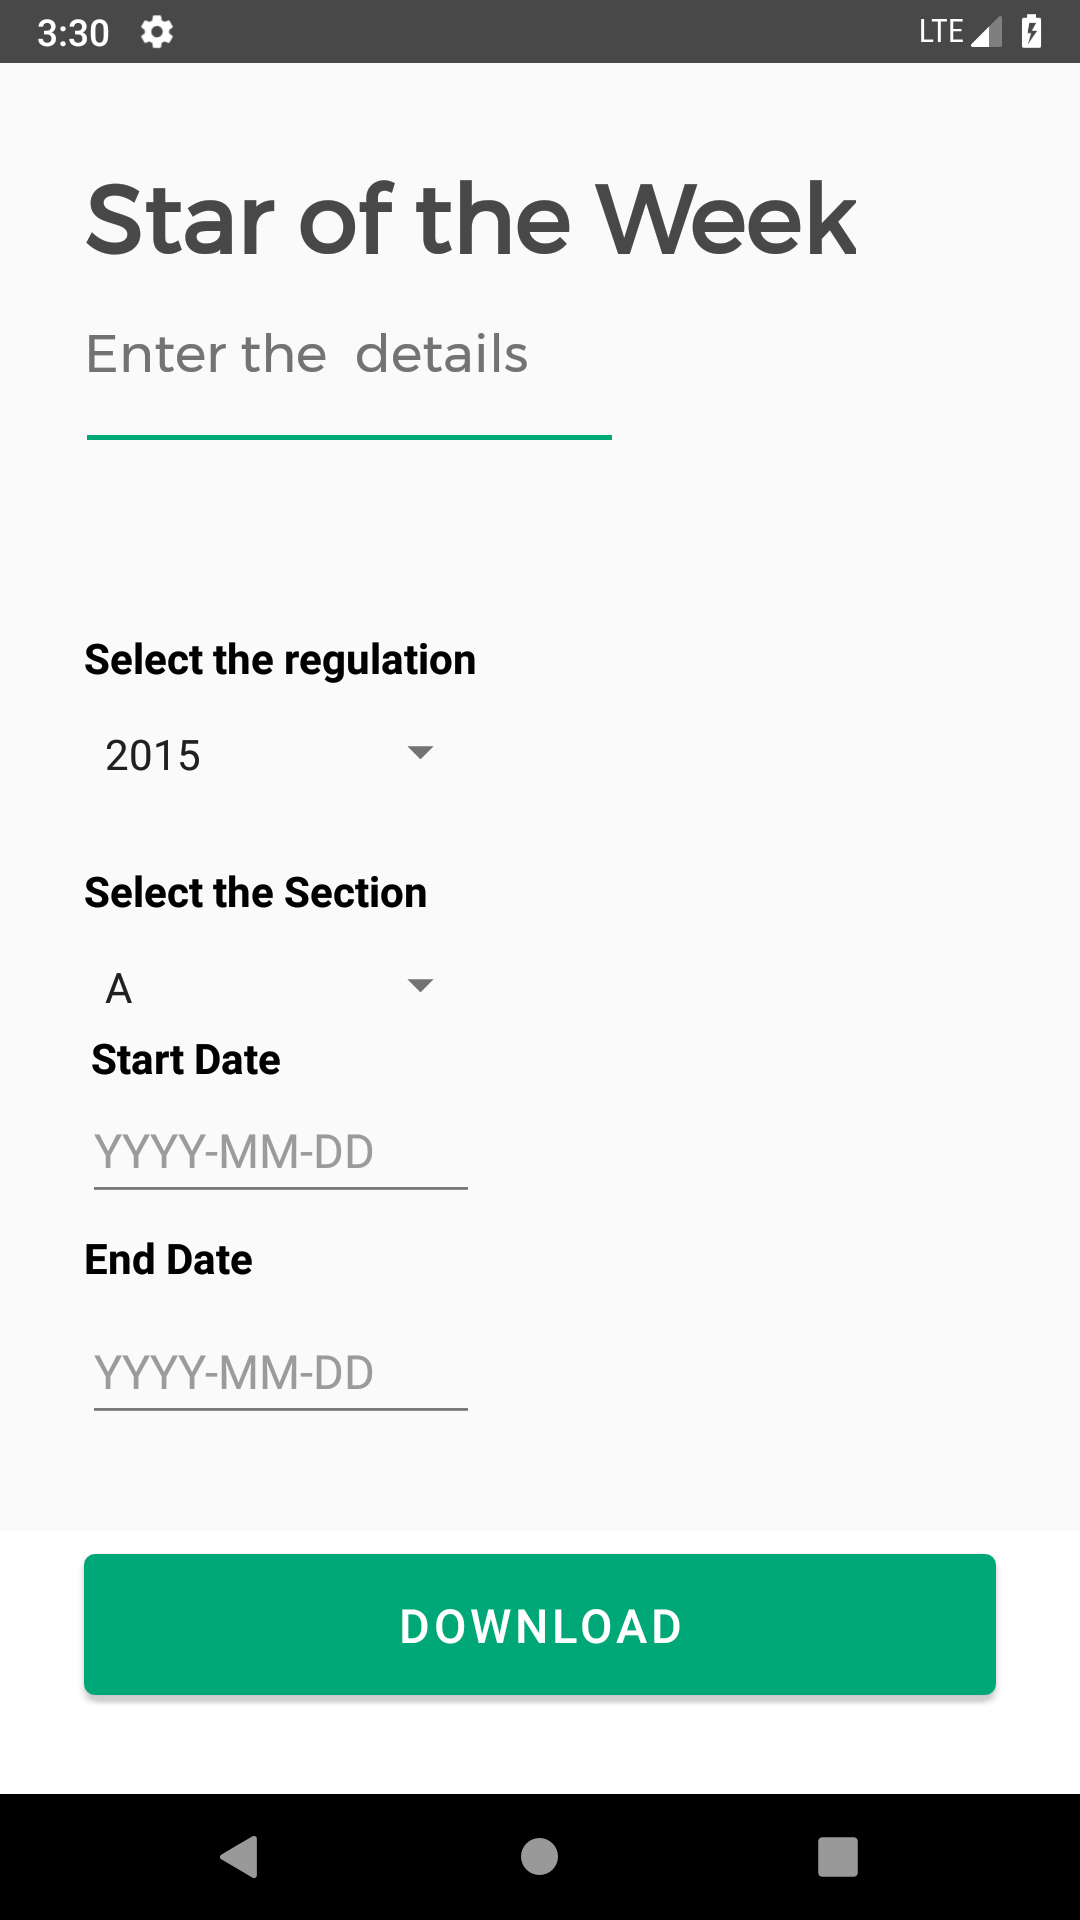 3:30 LTE
Star of the Week
Enter the details
Select the regulation
2015
Select the Section
A
Start Date
YYYY-MM-DD
End Date
YYYY-MM-DD
DOWNLOAD